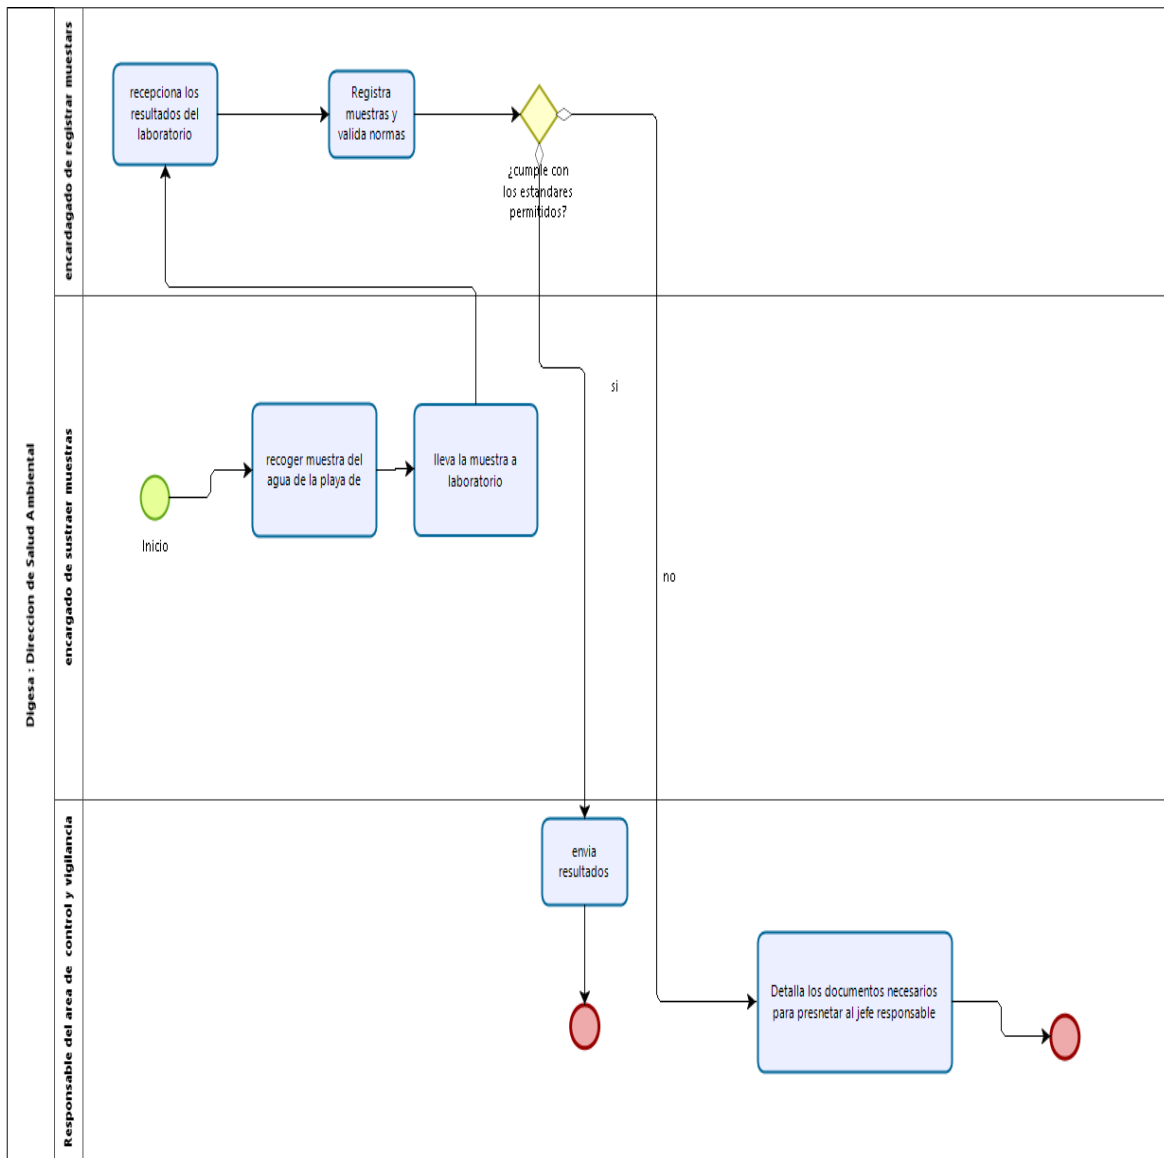 Digesa : Direccion de Salud Ambiental
encardagado de registrar muestars
recepciona los
resultados del
laboratorio
Registra
muestras y
valida normas
¿cumple con
los estandares
permitidos?
encargado de sustraer muestras
Inicio
recoger muestra del
agua de la playa de
lleva la muestra a
laboratorio
si
no
Responsable del area de control y vigilancia
envia
resultados
Detalla los documentos necesarios
para presnetar al jefe responsable